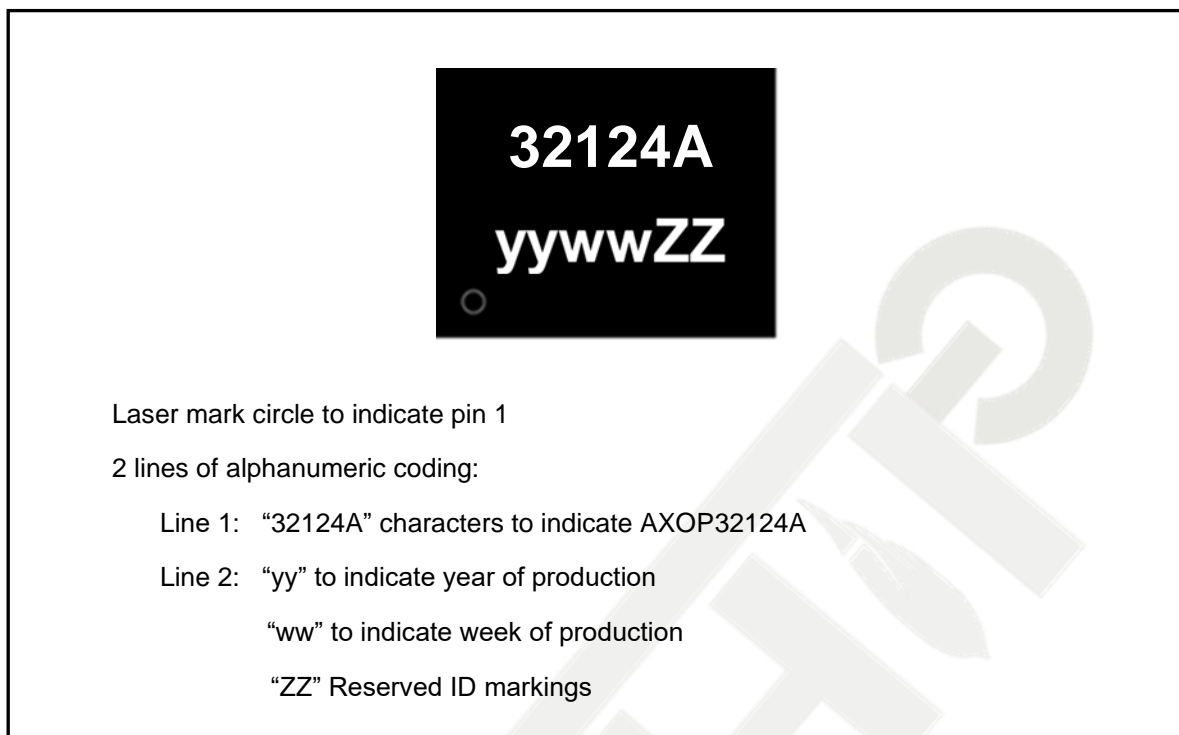 32124A
yywwZZ
Laser mark circle to indicate pin 1
2 lines of alphanumeric coding:
Line 1: “32124A” characters to indicate AXOP32124A
Line 2: “yy” to indicate year of production
“ww” to indicate week of production
“ZZ” Reserved ID markings